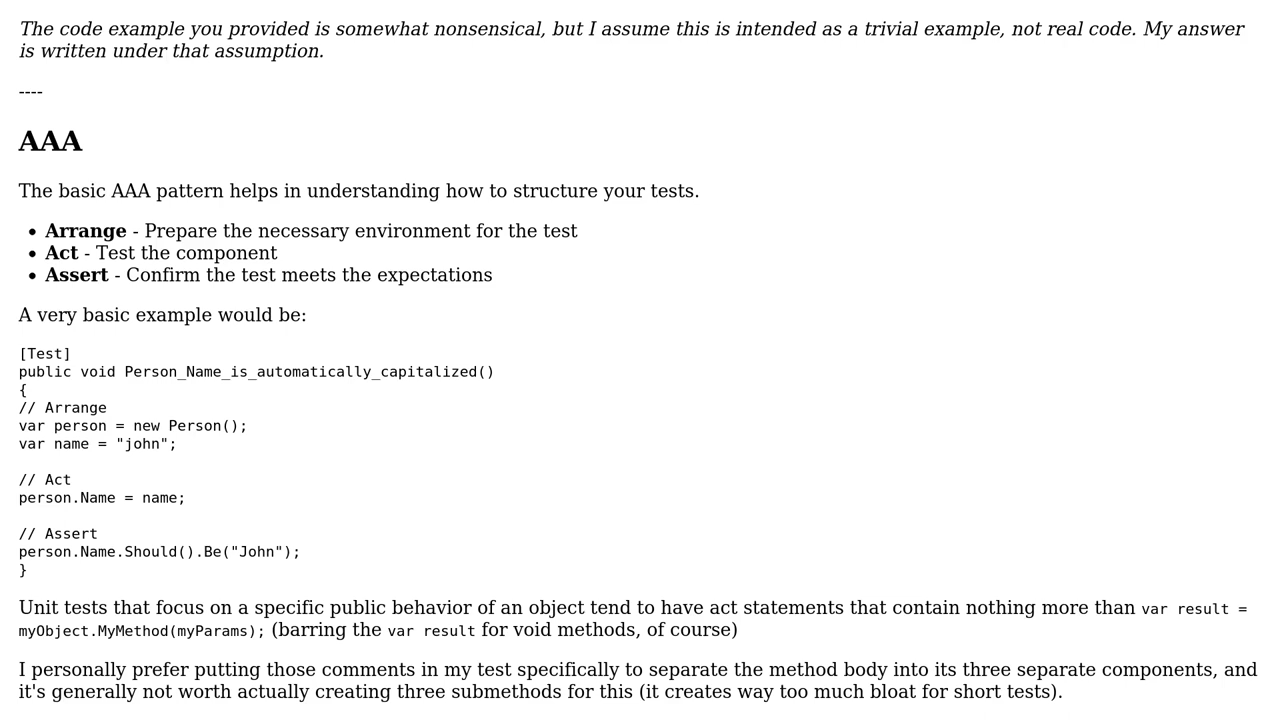 The code example you provided is somewhat nonsensical, but I assume this is intended as a trivial example, not real code. My answer
is written under that assumption.
----
AAA
The basic AAA pattern helps in understanding how to structure your tests.
• Arrange - Prepare the necessary environment for the test
• Act - Test the component
• Assert - Confirm the test meets the expectations
A very basic example would be:
[Test]
public void Person_Name_is_automatically_capitalized()
{
// Arrange
var person = new Person();
var name = "john";
// Act
person.Name = name;
// Assert
person.Name.Should().Be("John");
}
Unit tests that focus on a specific public behavior of an object tend to have act statements that contain nothing more than var result =
myObject.MyMethod(myParams); (barring the var result for void methods, of course)
I personally prefer putting those comments in my test specifically to separate the method body into its three separate components, and
it's generally not worth actually creating three submethods for this (it creates way too much bloat for short tests).